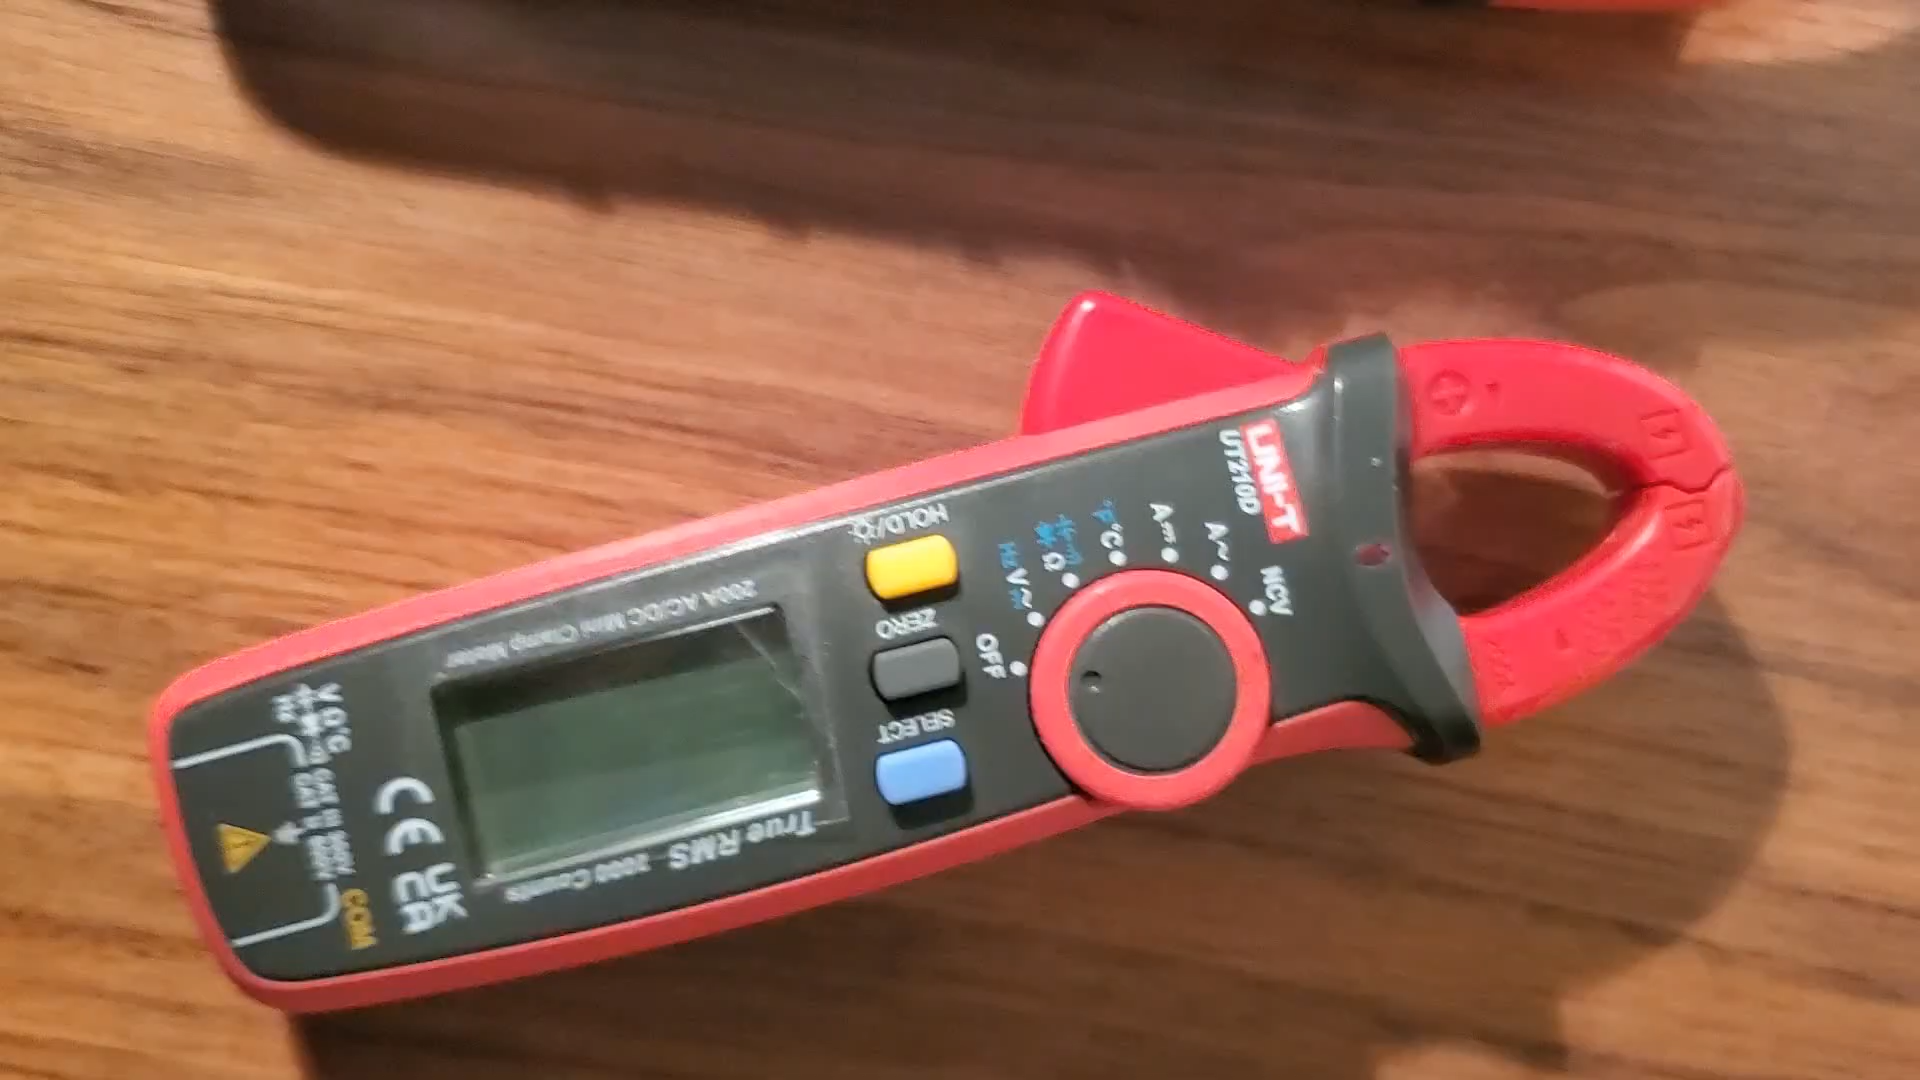 UNI-T
UT210D
NCV
A~
A
°F °C
Ω
Hz V~
OFF
HOLD/
ZERO
SELECT
200A AC/DC Mini Clamp Meter
True RMS 2000 Counts
CE
UK
CA
V Ω °C
Hz
CAT III 300V
CAT II 600V
COM